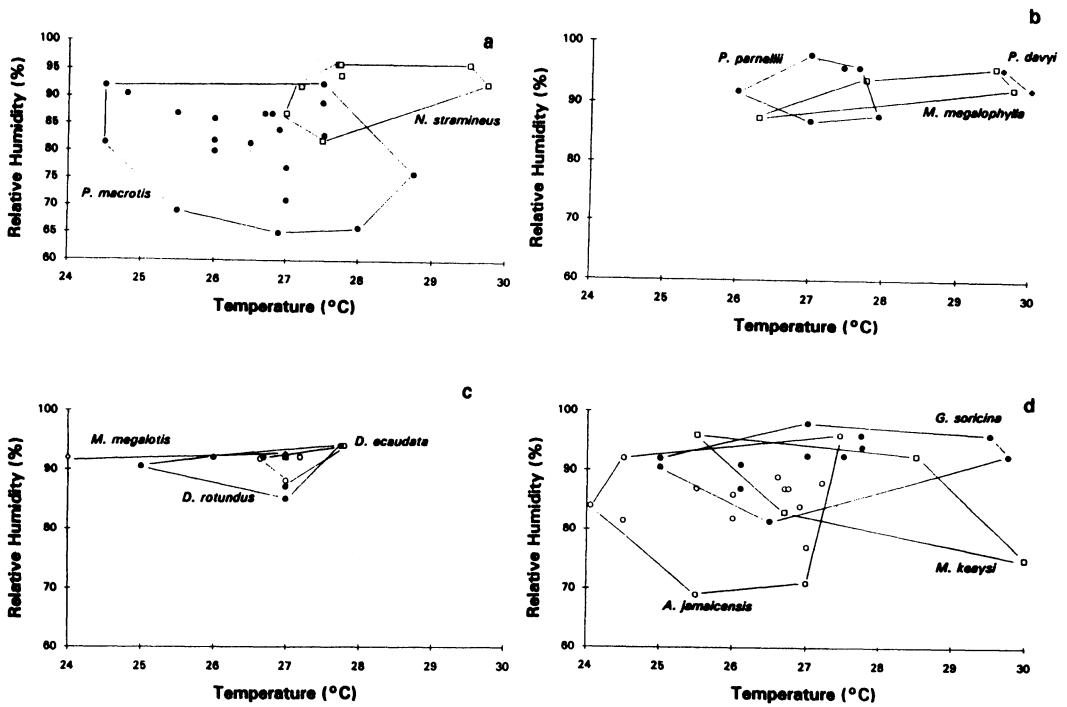 a
100
95
90
85
80
75
70
65
60
24
25
26
27
28
29
30
Relative Humidity (%)
Temperature (°C)
P. macrotis
N. stramineus
b
100
90
80
70
60
24
25
26
27
28
29
30
Relative Humidity (%)
Temperature (°C)
P. parnellii
P. davyi
M. megalophylla
c
100
90
80
70
60
24
25
26
27
28
29
30
Relative Humidity (%)
Temperature (°C)
M. megalotis
D. ecaudata
D. rotundus
d
100
90
80
70
60
24
25
26
27
28
29
30
Relative Humidity (%)
Temperature (°C)
G. soricina
M. keaysi
A. jamaicensis